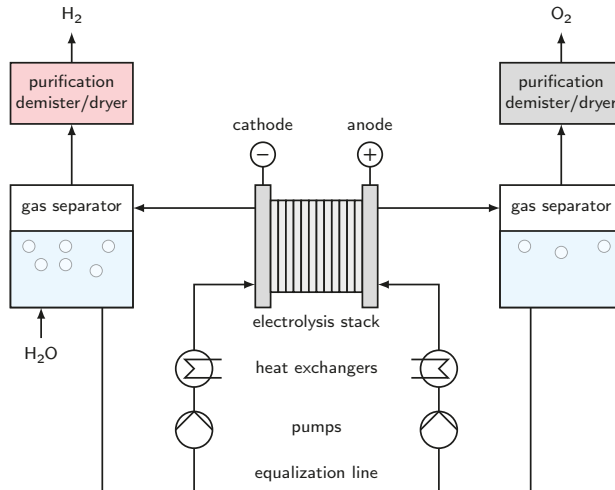 H₂
O₂
purification
demister/dryer
purification
demister/dryer
cathode
anode
−
+
gas separator
gas separator
electrolysis stack
H₂O
heat exchangers
pumps
equalization line